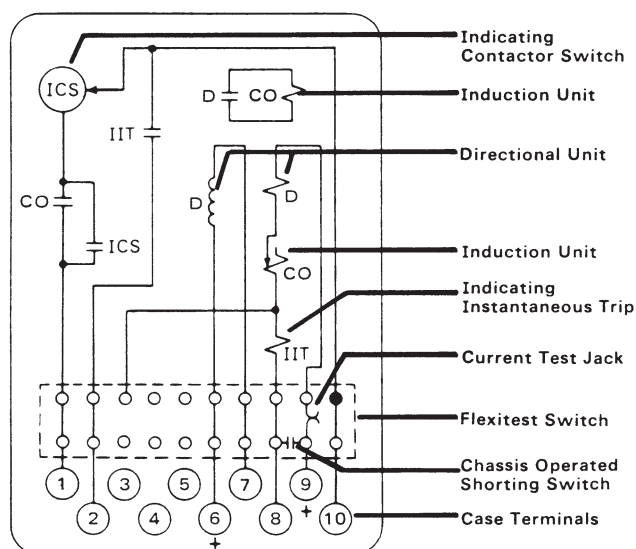 Indicating
Contactor Switch
ICS
D CO
Induction Unit
IIT
Directional Unit
CO
D
D
ICS
Induction Unit
CO
Indicating
Instantaneous Trip
IIT
Current Test Jack
Flexitest Switch
Chassis Operated
Shorting Switch
1 3 5 7 9
+
2 4 6 8 10
+
Case Terminals